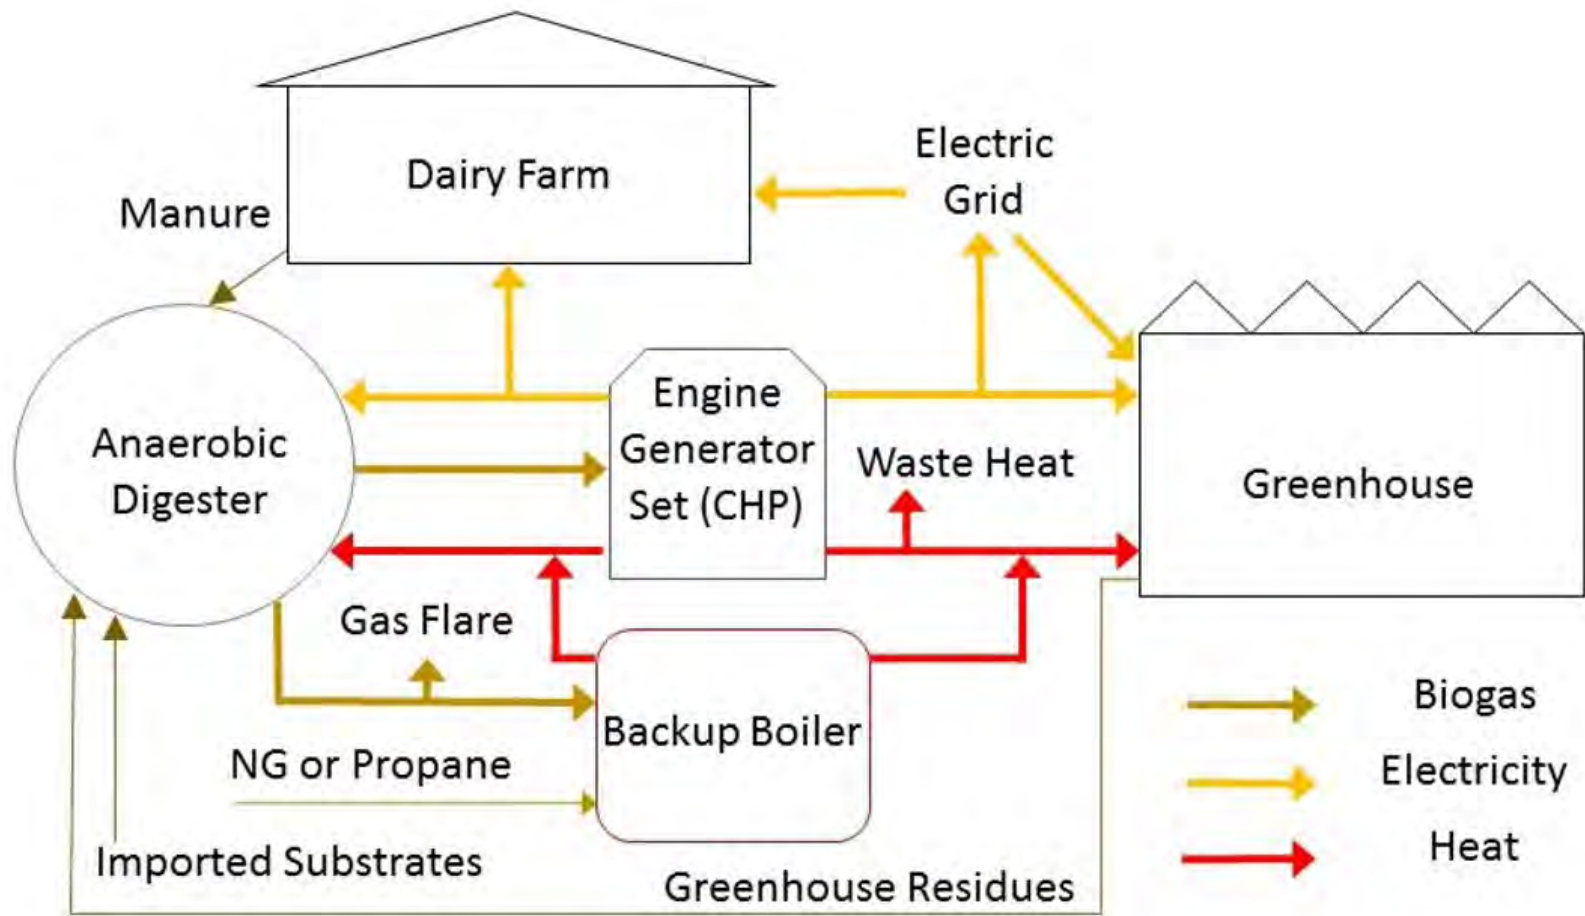 Dairy Farm
Electric
Grid
Manure
Engine
Generator
Set (CHP)
Anaerobic
Digester
Waste Heat
Greenhouse
Gas Flare
Backup Boiler
NG or Propane
Imported Substrates
Greenhouse Residues
Biogas
Electricity
Heat